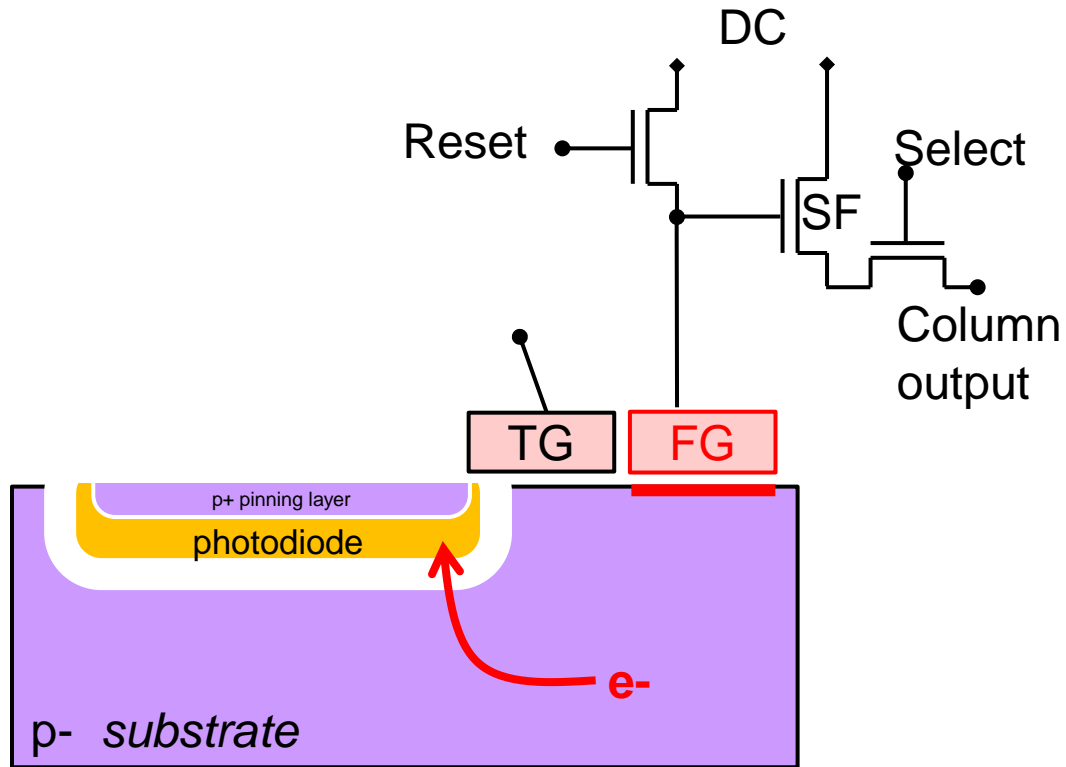 DC
Reset
Select
SF
Column
output
TG
FG
p+ pinning layer
photodiode
e-
p- substrate